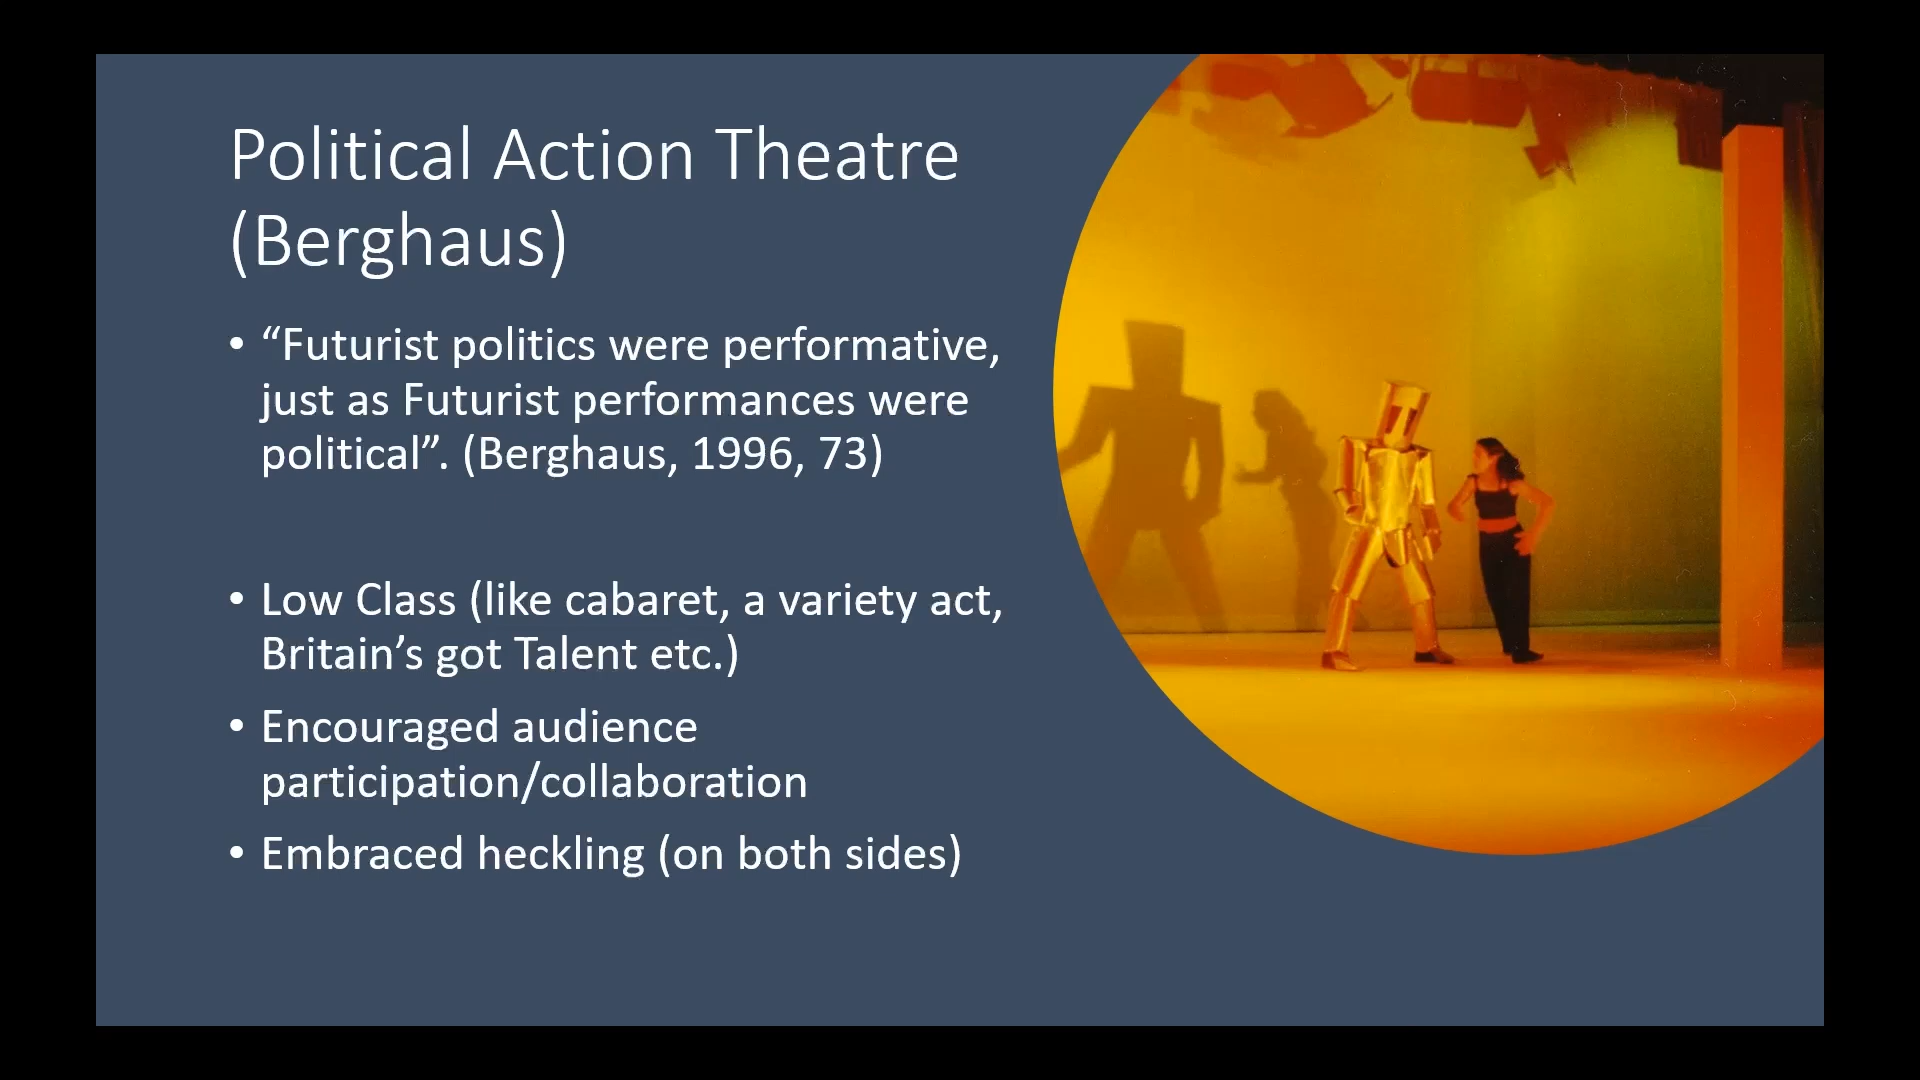 Political Action Theatre
(Berghaus)
• “Futurist politics were performative,
just as Futurist performances were
political”. (Berghaus, 1996, 73)
• Low Class (like cabaret, a variety act,
Britain’s got Talent etc.)
• Encouraged audience
participation/collaboration
• Embraced heckling (on both sides)